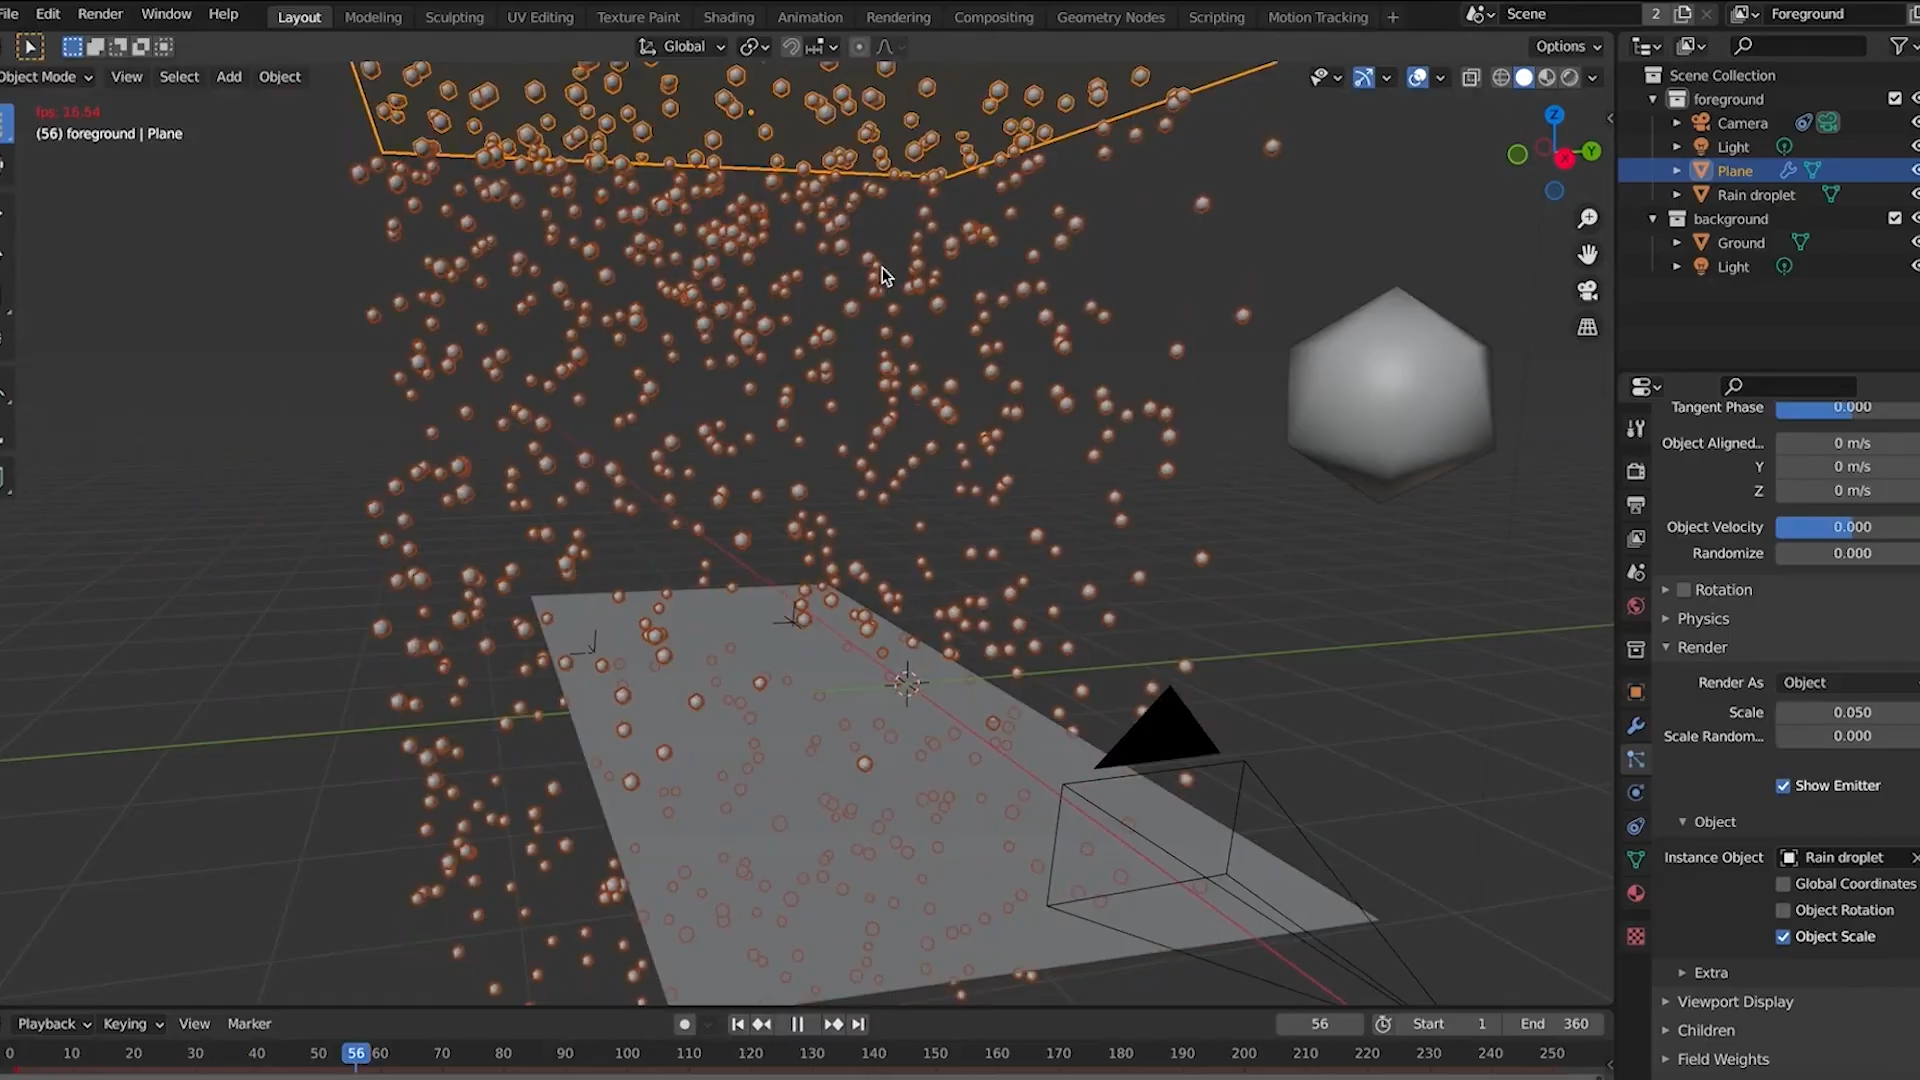 File Edit Render Window Help Layout Modeling Sculpting UV Editing Texture Paint Shading Animation Rendering Compositing Geometry Nodes Scripting Motion Tracking + Scene 2 Foreground
Global Options
Object Mode View Select Add Object
fps: 16.54
(56) foreground | Plane
Z
Y
X
Scene Collection
foreground
Camera
Light
Plane
Rain droplet
background
Ground
Light
Tangent Phase 0.000
Object Aligned... 0 m/s
Y 0 m/s
Z 0 m/s
Object Velocity 0.000
Randomize 0.000
Rotation
Physics
Render
Render As Object
Scale 0.050
Scale Random... 0.000
Show Emitter
Object
Instance Object Rain droplet
Global Coordinates
Object Rotation
Object Scale
Extra
Viewport Display
Children
Field Weights
Playback Keying View Marker 56 Start 1 End 360
0 10 20 30 40 50 56 60 70 80 90 100 110 120 130 140 150 160 170 180 190 200 210 220 230 240 250